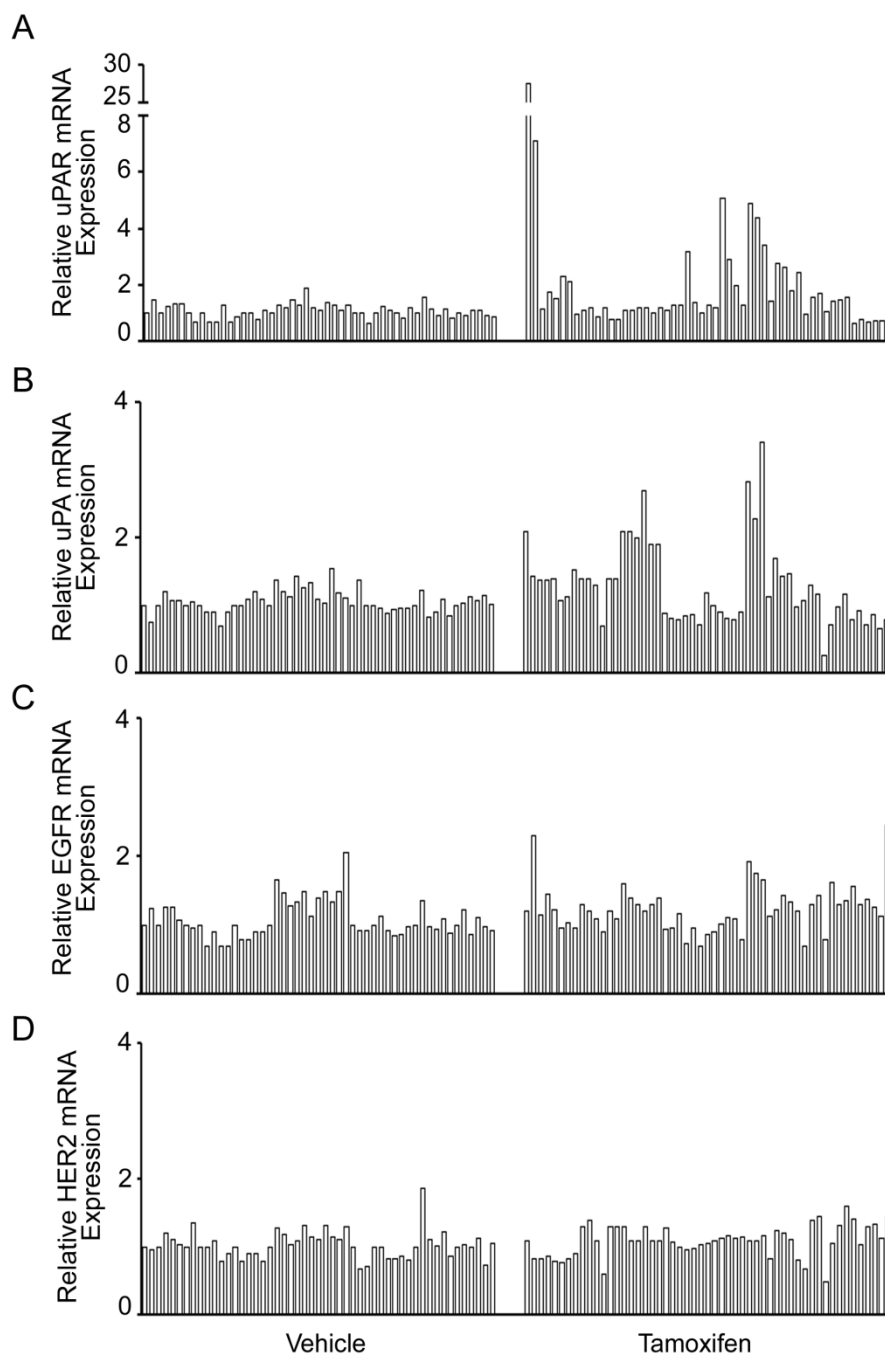 A
Relative uPAR mRNA
Expression
30
25
8
6
4
2
0
B
Relative uPA mRNA
Expression
4
2
0
C
Relative EGFR mRNA
Expression
4
2
0
D
Relative HER2 mRNA
Expression
4
2
0
Vehicle
Tamoxifen